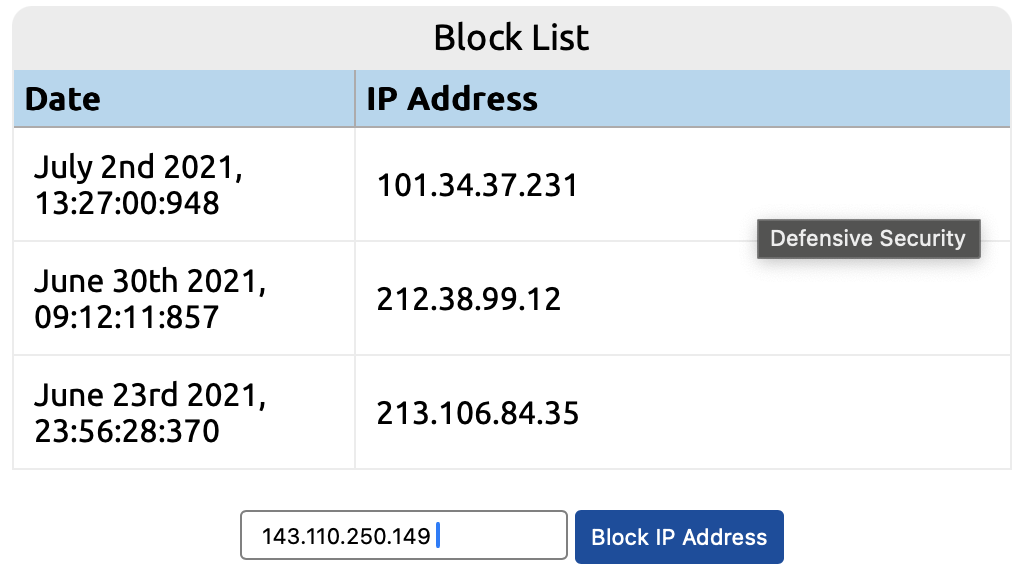 Block List
Date IP Address
July 2nd 2021,
13:27:00:948
101.34.37.231
Defensive Security
June 30th 2021,
09:12:11:857
212.38.99.12
June 23rd 2021,
23:56:28:370
213.106.84.35
143.110.250.149 Block IP Address